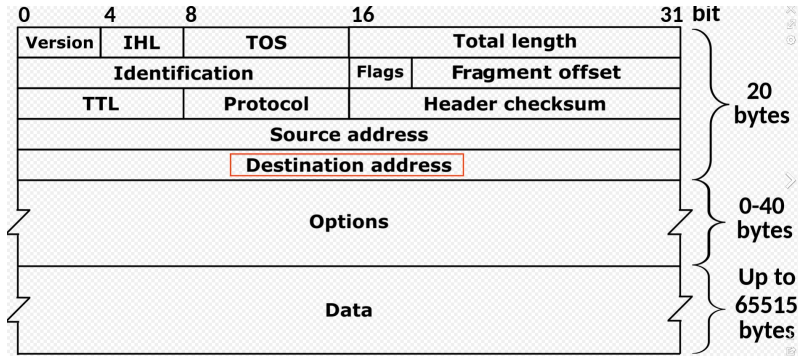 0 4 8 16 31 bit
Version IHL TOS Total length
Identification Flags Fragment offset
TTL Protocol Header checksum
20
bytes
Source address
Destination address
Options
0-40
bytes
Data
Up to
65515
bytes